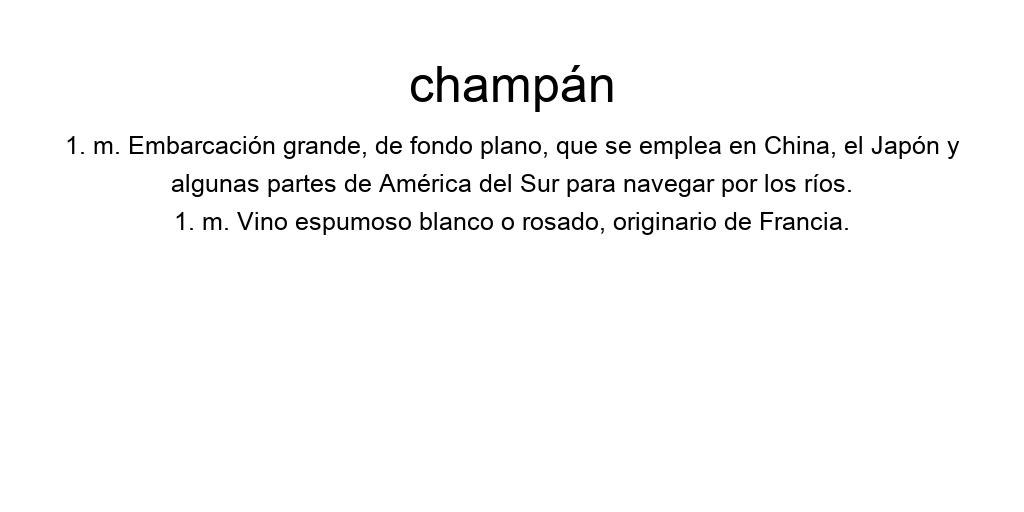 champán
1. m. Embarcación grande, de fondo plano, que se emplea en China, el Japón y
algunas partes de América del Sur para navegar por los ríos.
1. m. Vino espumoso blanco o rosado, originario de Francia.